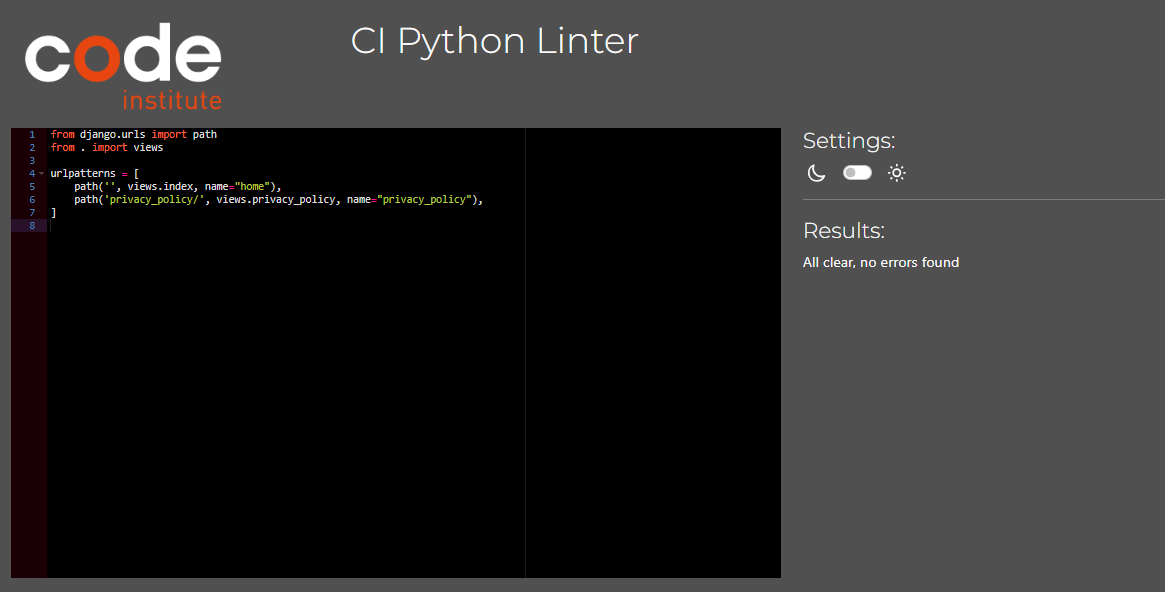 code
institute
CI Python Linter
1 from django.urls import path
2 from . import views
3
4 urlpatterns = [
5     path('', views.index, name="home"),
6     path('privacy_policy/', views.privacy_policy, name="privacy_policy"),
7 ]
8
Settings:
Results:
All clear, no errors found